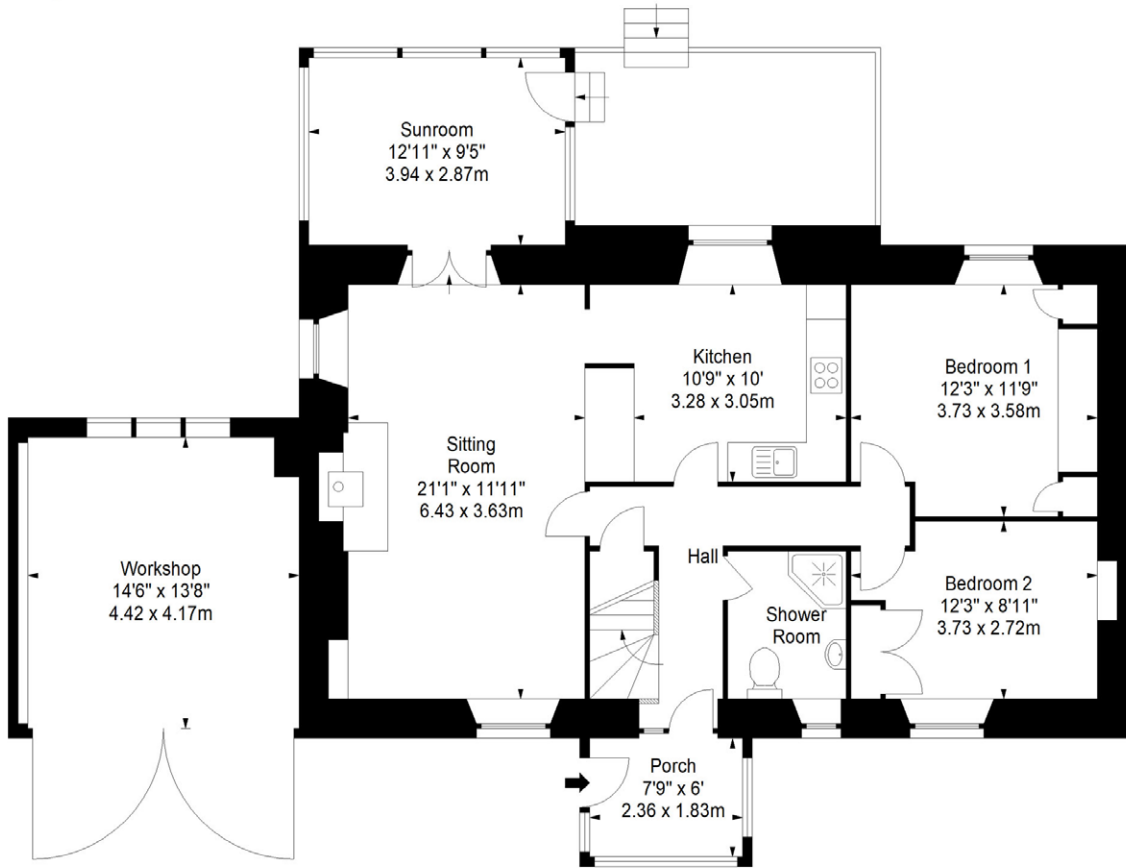 Sunroom
12'11" x 9'5"
3.94 x 2.87m
Kitchen
10'9" x 10'
3.28 x 3.05m
Bedroom 1
12'3" x 11'9"
3.73 x 3.58m
Sitting
Room
21'1" x 11'11"
6.43 x 3.63m
Workshop
14'6" x 13'8"
4.42 x 4.17m
Hall
Shower
Room
Bedroom 2
12'3" x 8'11"
3.73 x 2.72m
Porch
7'9" x 6'
2.36 x 1.83m